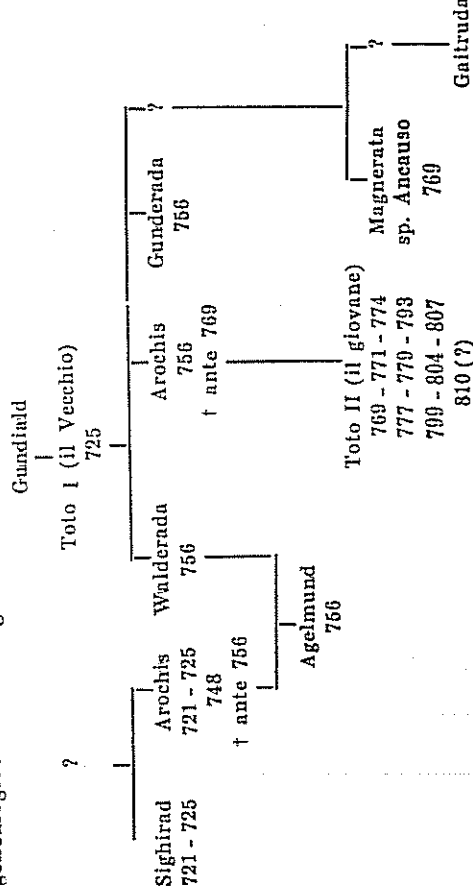 Gundiald
Toto I (il Vecchio)
725
?
Sighirad
721 - 725
Arochis
721 - 725
748
† ante 756
Walderada
756
Arochis
756
† ante 769
Gunderada
756
?
Agelmund
756
Toto II (il giovane)
769 - 771 - 774
777 - 779 - 793
799 - 804 - 807
810 (?)
Magnerata
sp. Ancauso
769
?
Gaitruda